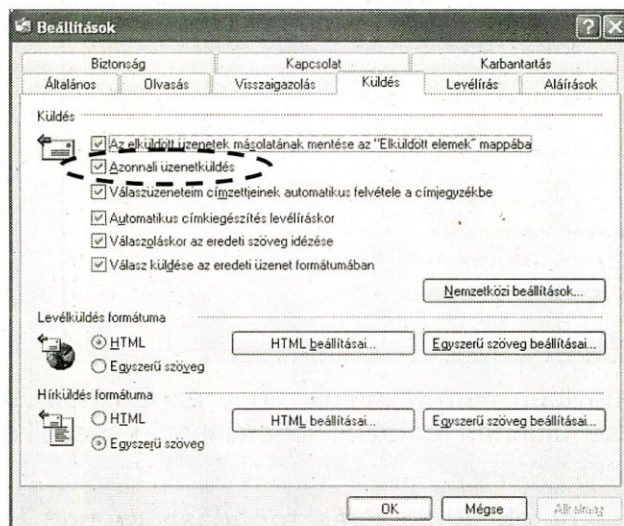 Beállítások
Biztonság Kapcsolat Karbantartás
Általános Olvasás Visszaigazolás Küldés Levélírás Aláírások
Küldés
Az elküldött üzenetek másolatának mentése az "Elküldött elemek" mappába
Azonnali üzenetküldés
Válaszüzeneteim címzettjeinek automatikus felvétele a címjegyzékbe
Automatikus címkiegészítés levélíráskor
Válaszoláskor az eredeti szöveg idézése
Válasz küldése az eredeti üzenet formátumában
Nemzetközi beállítások...
Levélküldés formátuma
HTML HTML beállításai... Egyszerű szöveg beállításai...
Egyszerű szöveg
Hírküldés formátuma
HTML HTML beállításai... Egyszerű szöveg beállításai...
Egyszerű szöveg
OK Mégse Alkalmaz